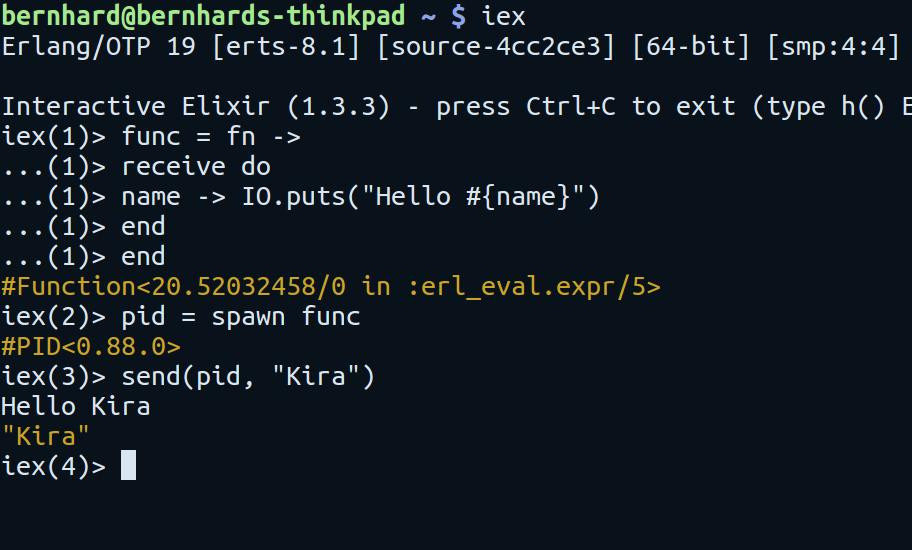 bernhard@bernhards-thinkpad ~ $ iex
Erlang/OTP 19 [erts-8.1] [source-4cc2ce3] [64-bit] [smp:4:4]
Interactive Elixir (1.3.3) - press Ctrl+C to exit (type h() E
iex(1)> func = fn ->
...(1)> receive do
...(1)> name -> IO.puts("Hello #{name}")
...(1)> end
...(1)> end
#Function<20.52032458/0 in :erl_eval.expr/5>
iex(2)> pid = spawn func
#PID<0.88.0>
iex(3)> send(pid, "Kira")
Hello Kira
"Kira"
iex(4)>